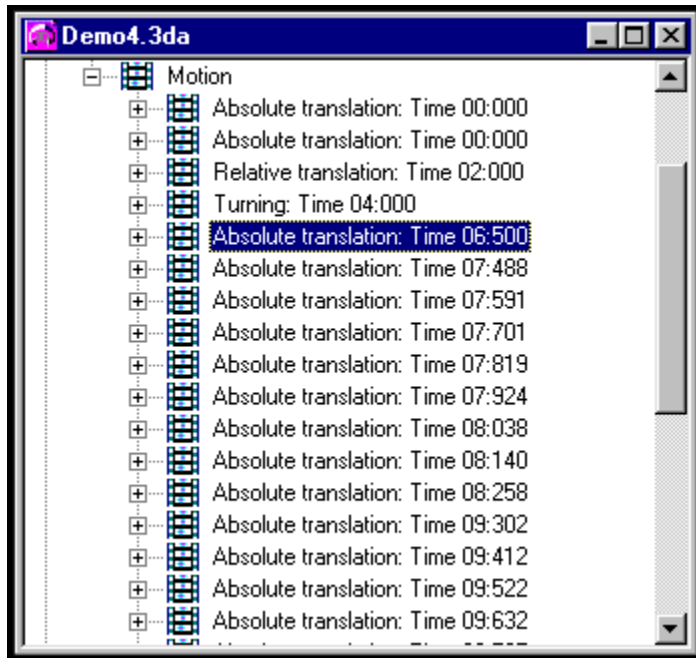 Demo4.3da
Motion
Absolute translation: Time 00:000
Absolute translation: Time 00:000
Relative translation: Time 02:000
Turning: Time 04:000
Absolute translation: Time 06:500
Absolute translation: Time 07:488
Absolute translation: Time 07:591
Absolute translation: Time 07:701
Absolute translation: Time 07:819
Absolute translation: Time 07:924
Absolute translation: Time 08:038
Absolute translation: Time 08:140
Absolute translation: Time 08:258
Absolute translation: Time 09:302
Absolute translation: Time 09:412
Absolute translation: Time 09:522
Absolute translation: Time 09:632